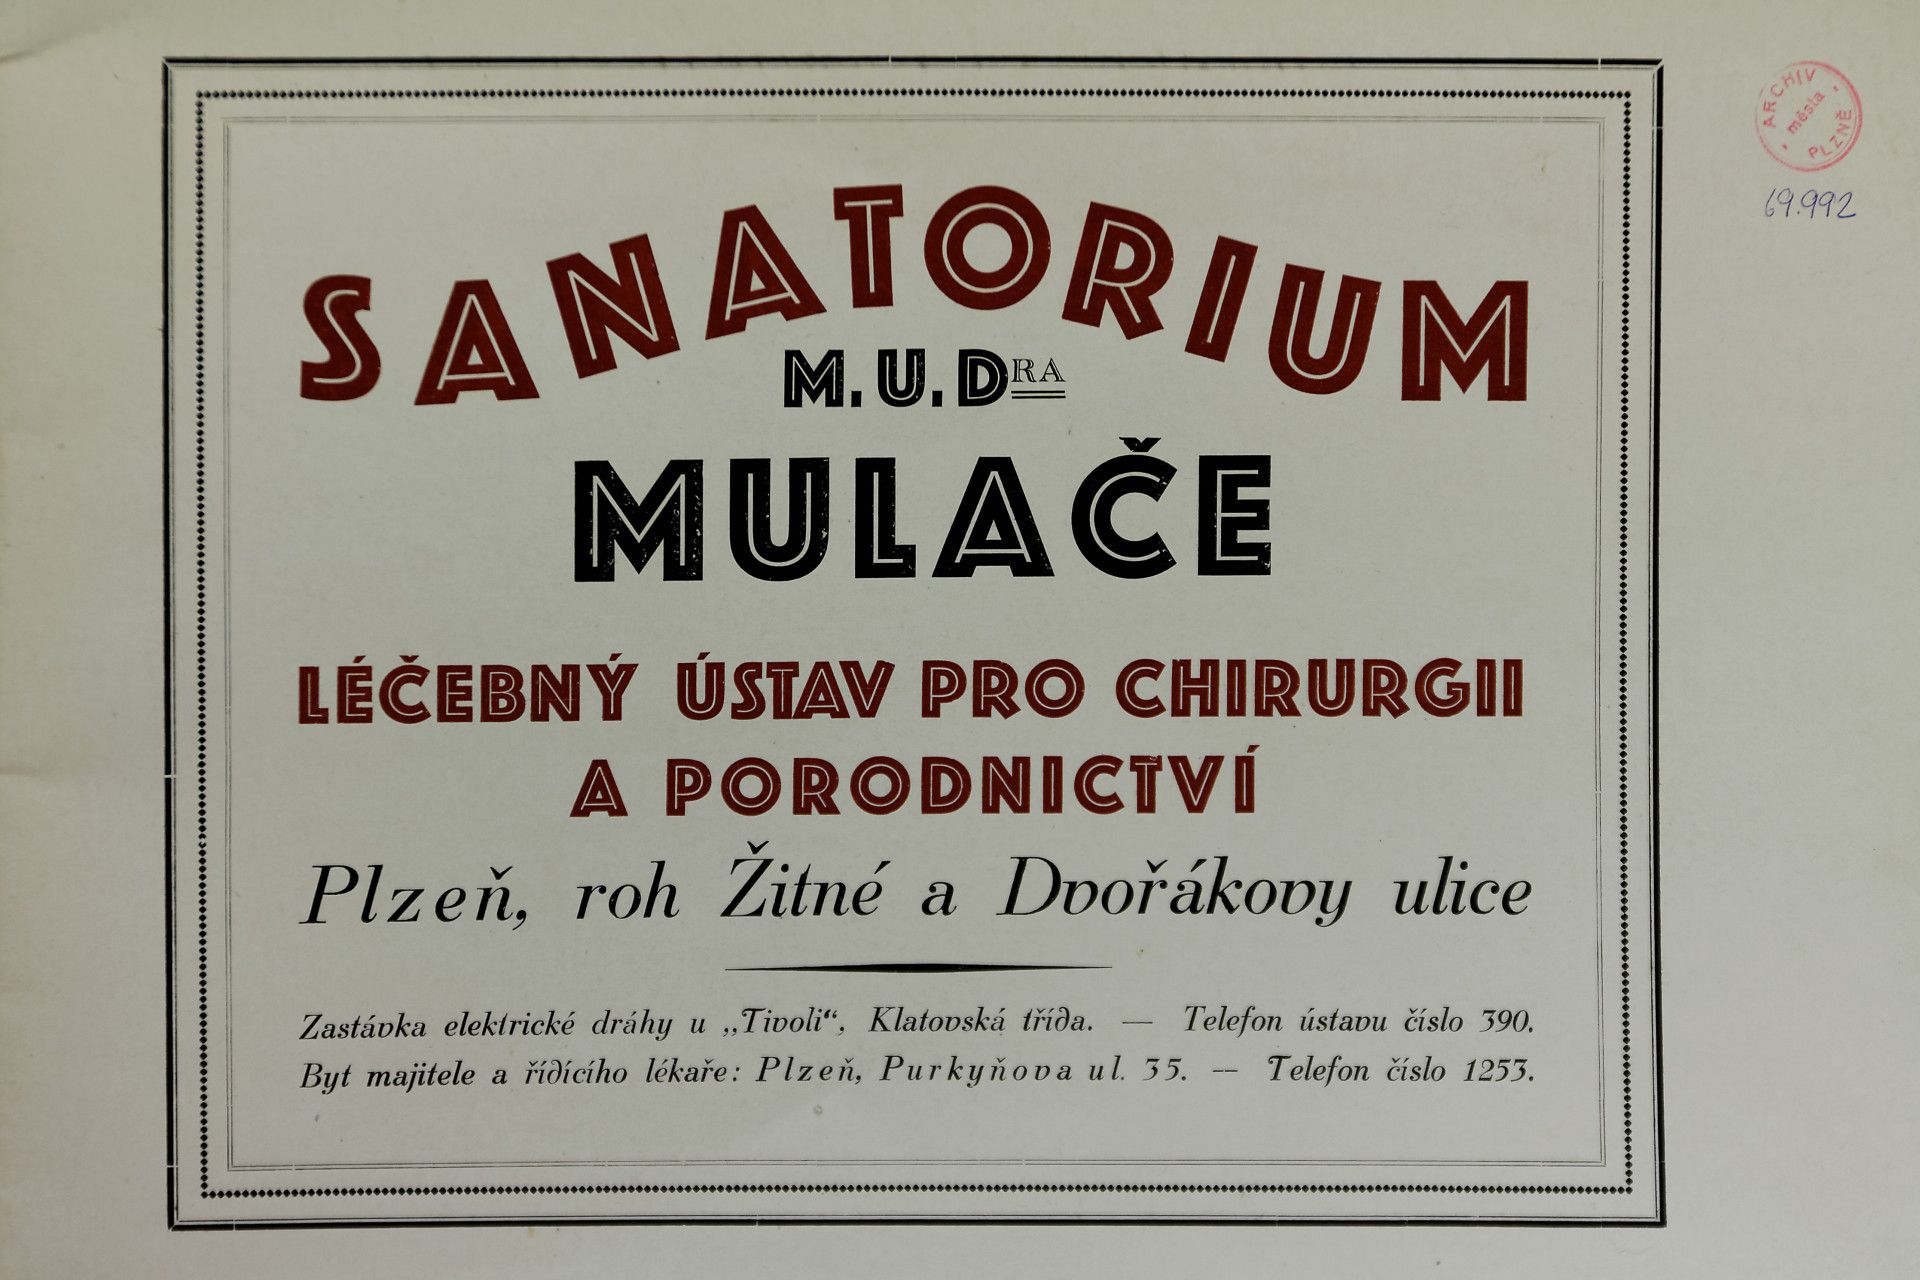 SANATORIUM
M.U.DRA
MULAČE
LÉČEBNÝ ÚSTAV PRO CHIRURGII
A PORODNICTVÍ
Plzeň, roh Žitné a Dvořákovy ulice
Zastávka elektrické dráhy u „Tivoli“, Klatovská třída. — Telefon ústavu číslo 390.
Byt majitele a řídícího lékaře: Plzeň, Purkyňova ul. 35. — Telefon číslo 1253.
ARCHIV
města
PLZNĚ
69.992